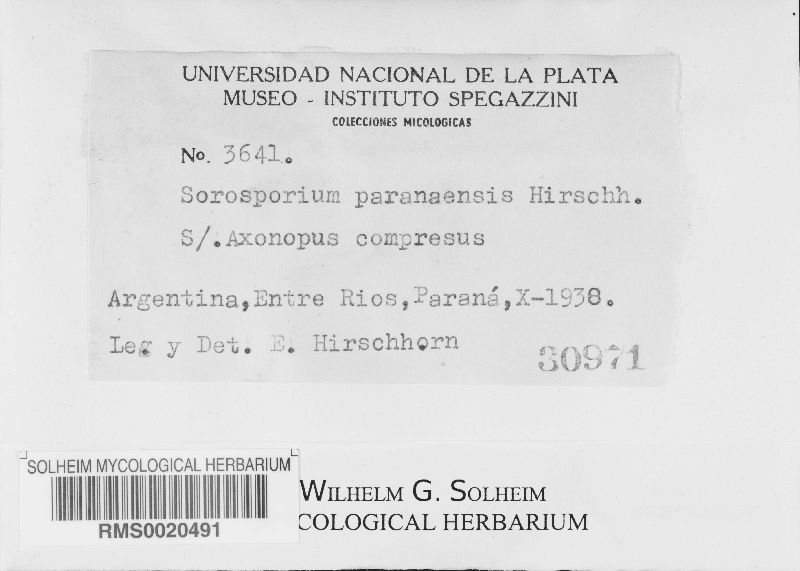 UNIVERSIDAD NACIONAL DE LA PLATA
MUSEO - INSTITUTO SPEGAZZINI
COLECCIONES MICOLOGICAS
No. 3641.
Sorosporium paranaensis Hirschh.
S/.Axonopus compresus
Argentina,Entre Rios,Paraná,X-1938.
Leg y Det. E. Hirschhorn
30971
SOLHEIM MYCOLOGICAL HERBARIUM
RMS0020491
WILHELM G. SOLHEIM
COLOGICAL HERBARIUM